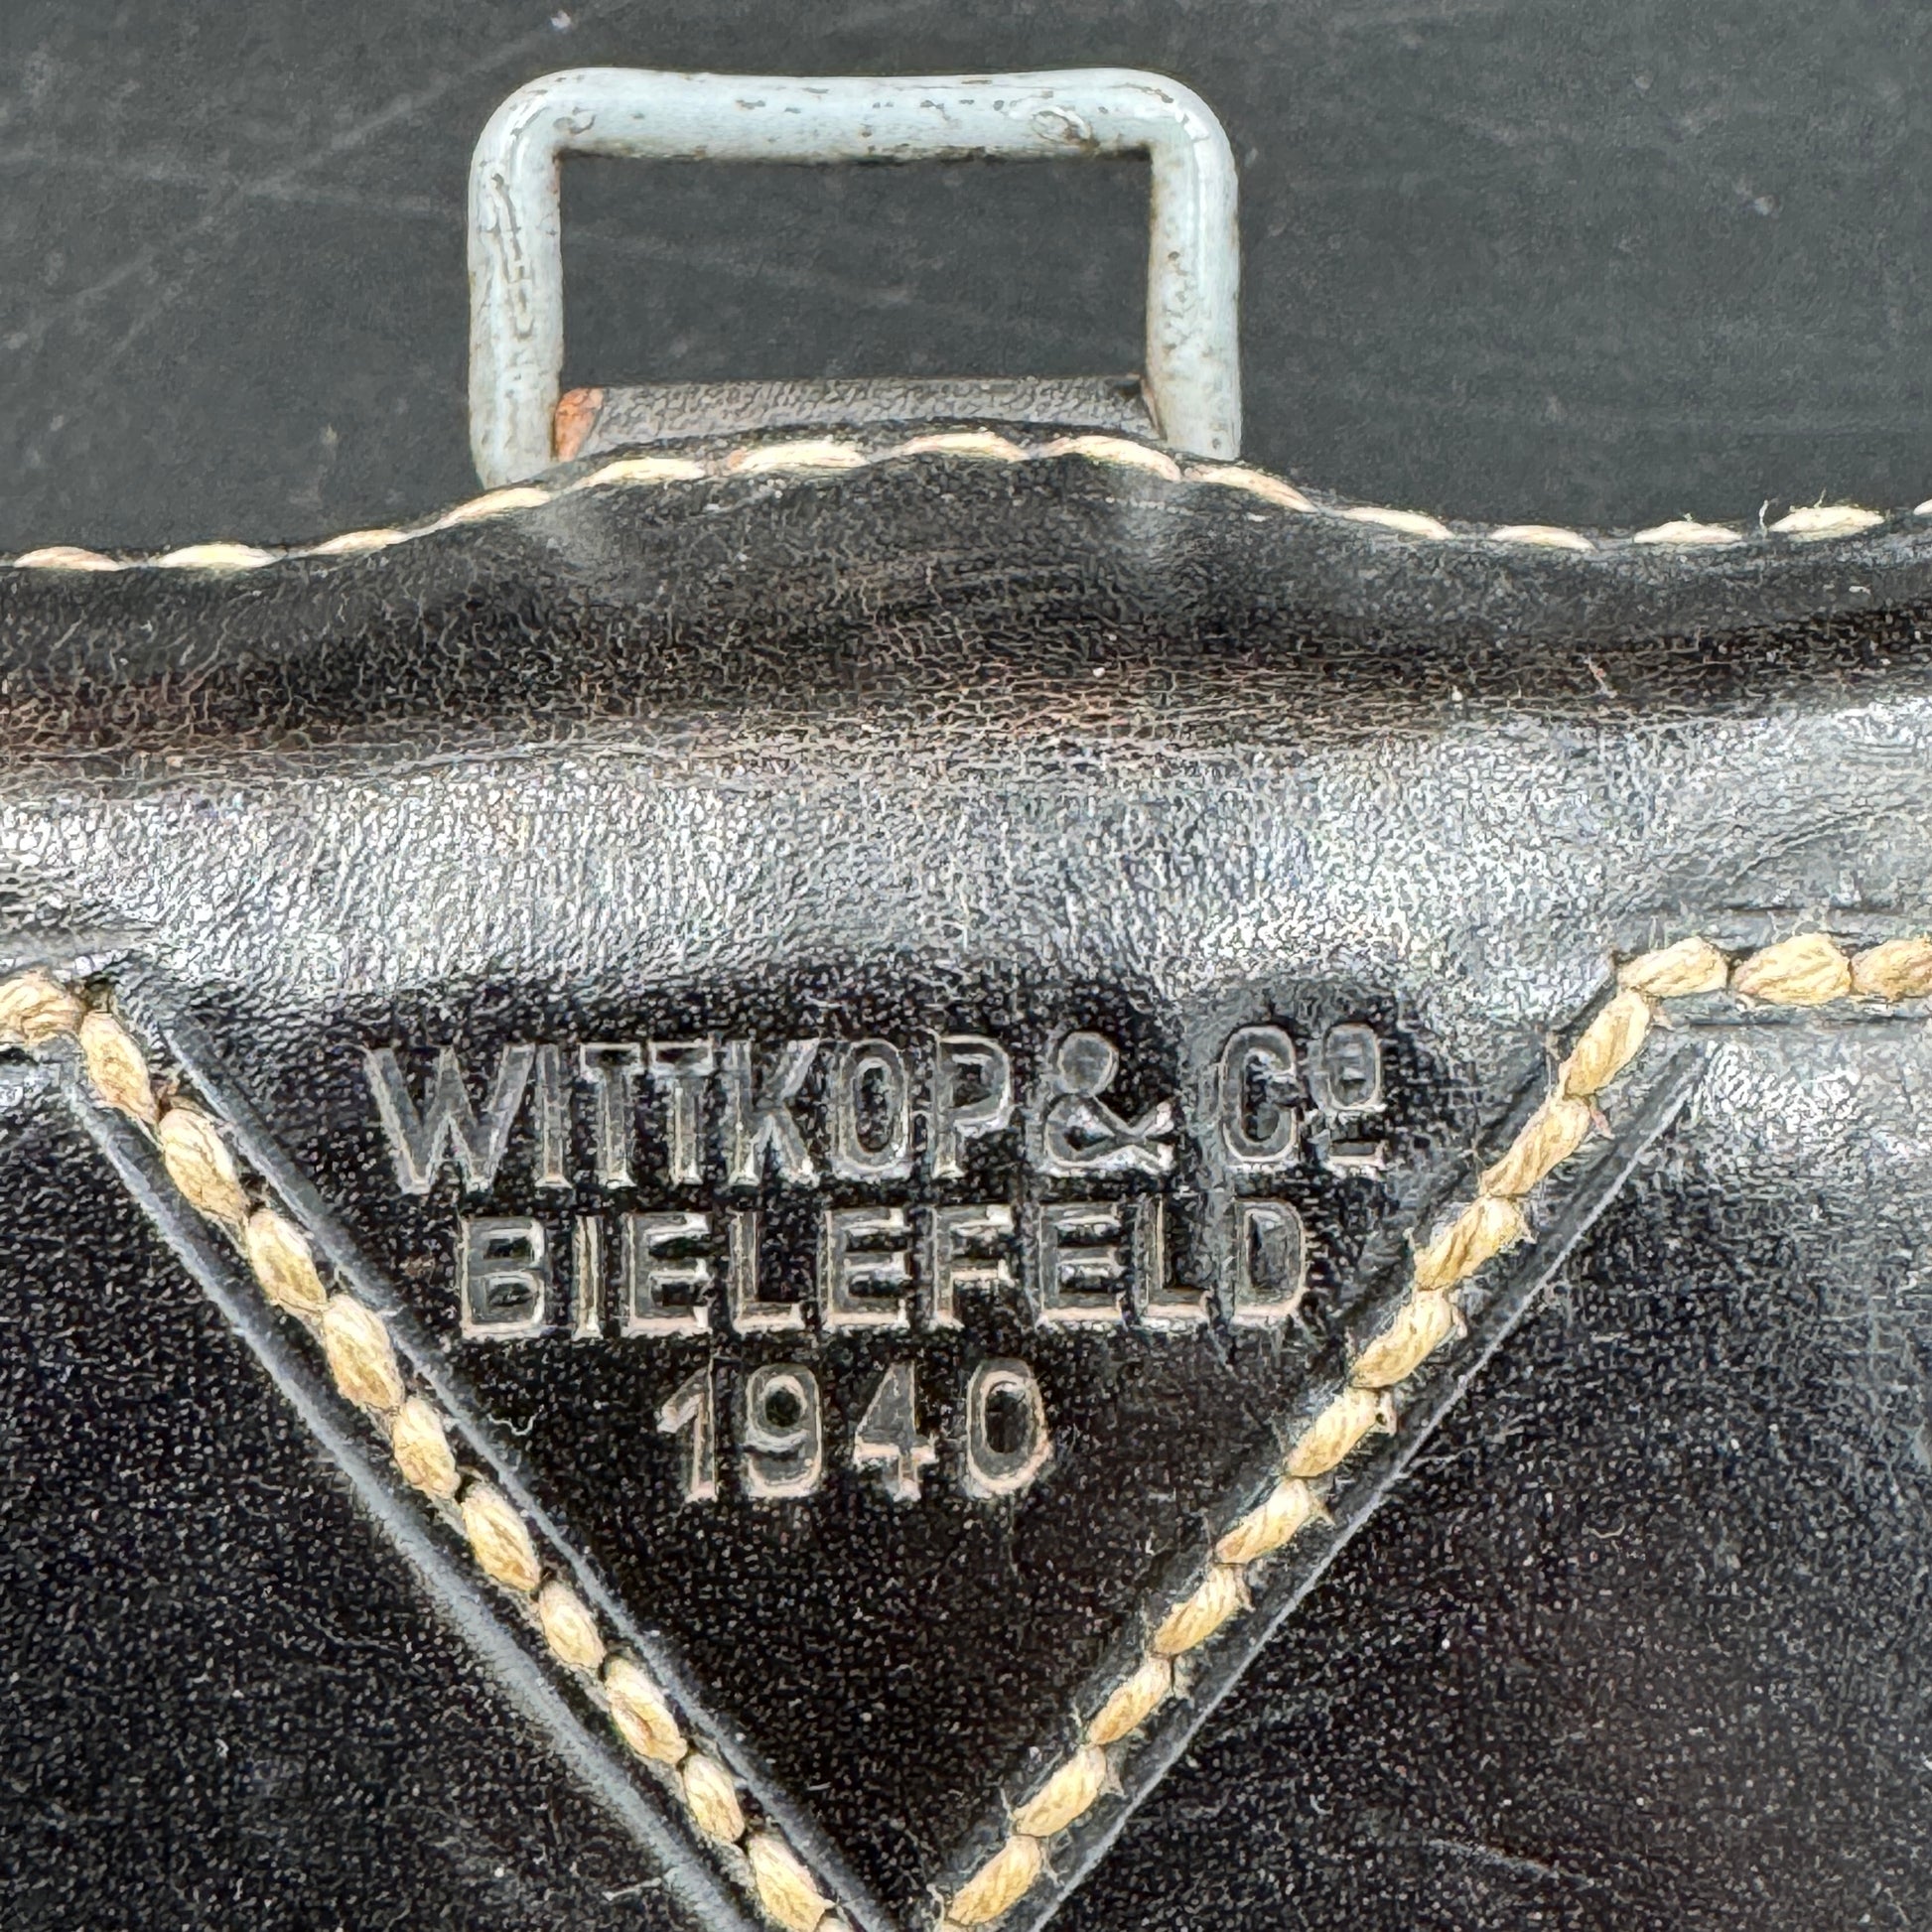 WITTKOP & Cº
BIELEFELD
1940